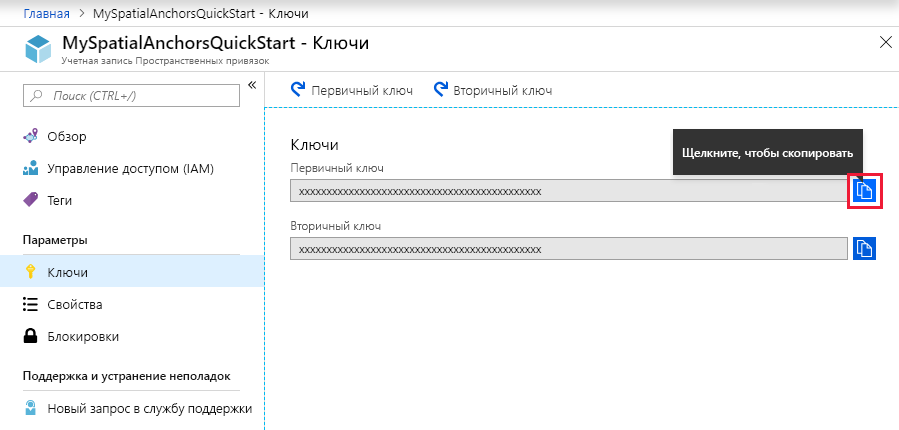 Главная > MySpatialAnchorsQuickStart - Ключи
MySpatialAnchorsQuickStart - Ключи
Учетная запись Пространственных привязок
Поиск (CTRL+/)
«
Обзор
Управление доступом (IAM)
Теги
Параметры
Ключи
Свойства
Блокировки
Поддержка и устранение неполадок
Новый запрос в службу поддержки
Первичный ключ Вторичный ключ
Ключи
Щелкните, чтобы скопировать
Первичный ключ
xxxxxxxxxxxxxxxxxxxxxxxxxxxxxxxxxxxxxxxxxxxx
Вторичный ключ
xxxxxxxxxxxxxxxxxxxxxxxxxxxxxxxxxxxxxxxxxxxx